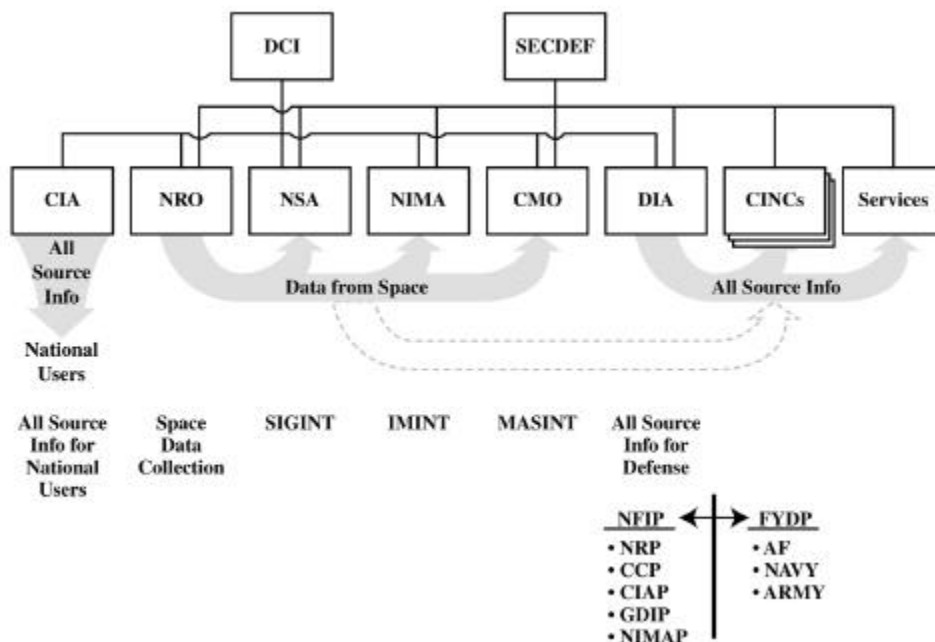 DCI
SECDEF
CIA
NRO
NSA
NIMA
CMO
DIA
CINCs
Services
All
Source
Info
Data from Space
All Source Info
National
Users
All Source
Info for
National
Users
Space
Data
Collection
SIGINT
IMINT
MASINT
All Source
Info for
Defense
NFIP
• NRP
• CCP
• CIAP
• GDIP
• NIMAP
FYDP
• AF
• NAVY
• ARMY